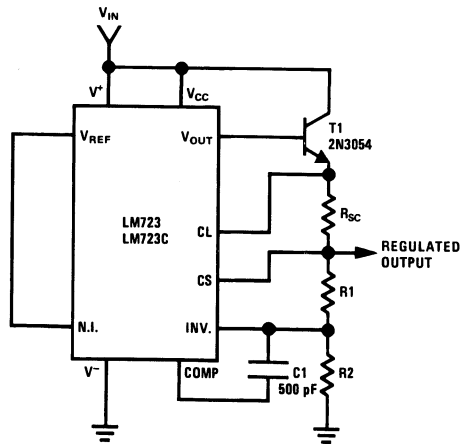 VIN
V+
VCC
VREF
VOUT
T1
2N3054
LM723
LM723C
CL
RSC
REGULATED
OUTPUT
CS
R1
N.I.
INV.
V−
COMP
C1
500 pF
R2